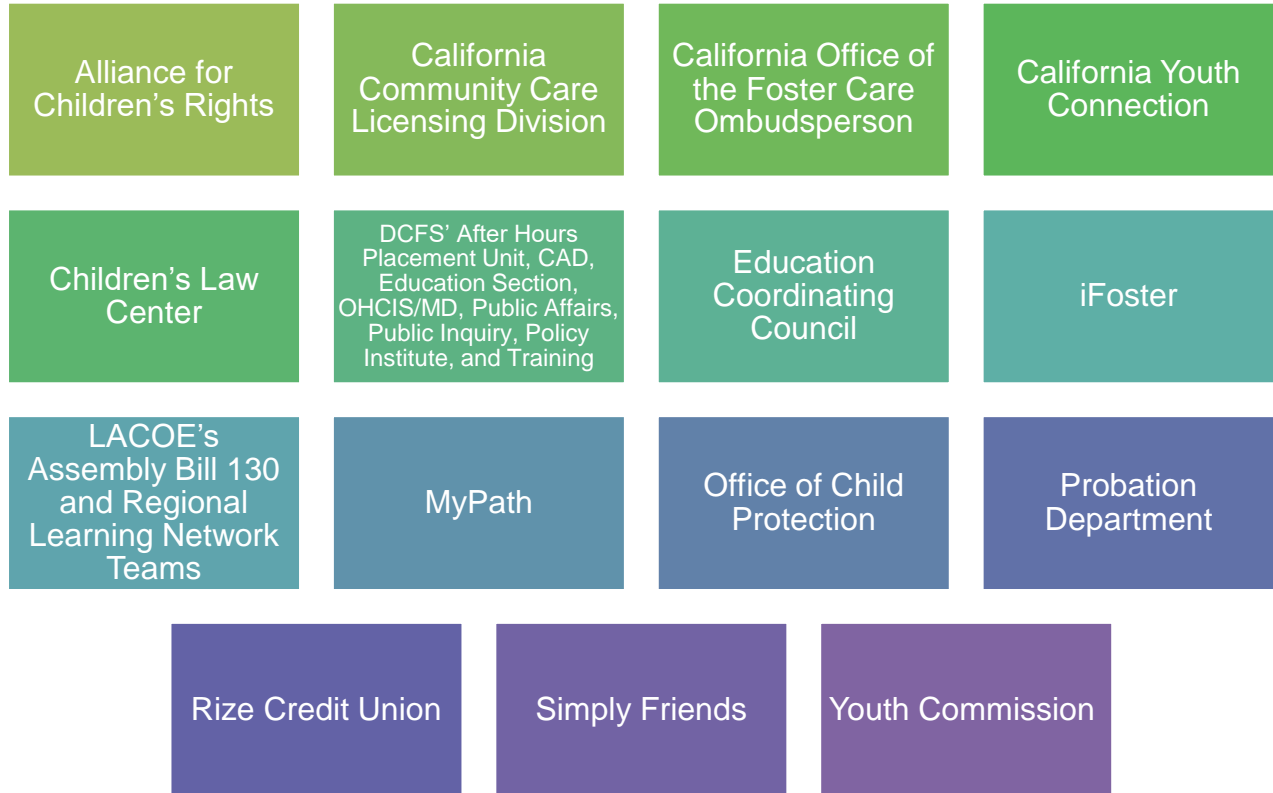 Alliance for
Children's Rights
California
Community Care
Licensing Division
California Office of
the Foster Care
Ombudsperson
California Youth
Connection
Children's Law
Center
DCFS' After Hours
Placement Unit, CAD,
Education Section,
OHCIS/MD, Public Affairs,
Public Inquiry, Policy
Institute, and Training
Education
Coordinating
Council
iFoster
LACOE's
Assembly Bill 130
and Regional
Learning Network
Teams
MyPath
Office of Child
Protection
Probation
Department
Rize Credit Union
Simply Friends
Youth Commission